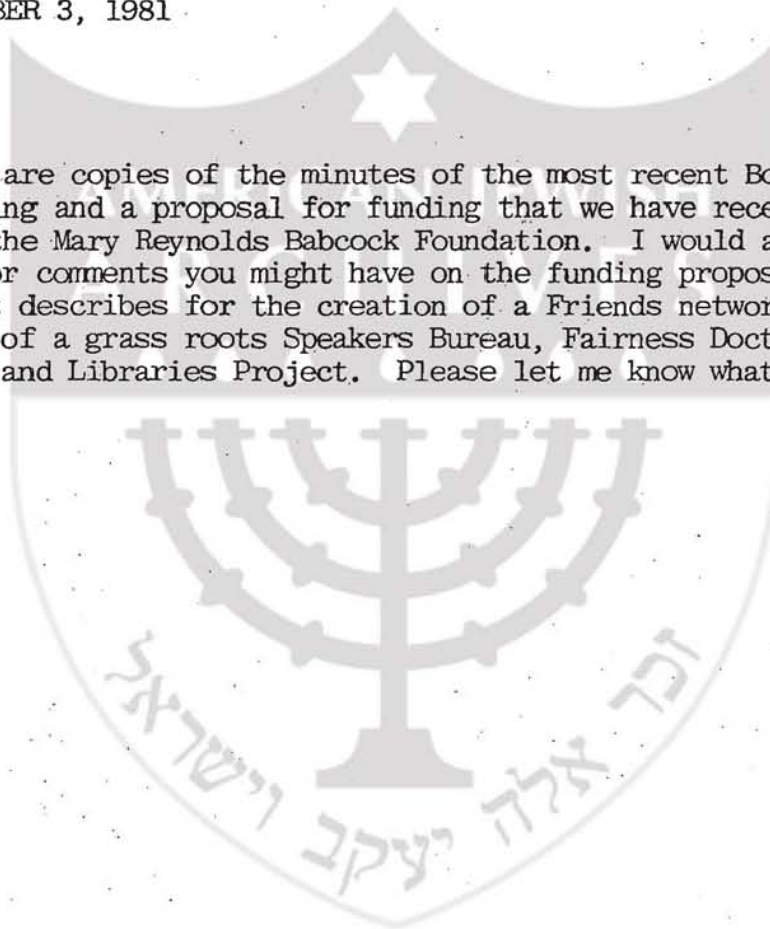 BER 3, 1981
are copies of the minutes of the most recent Bo
ng and a proposal for funding that we have rece
the Mary Reynolds Babcock Foundation. I would a
or comments you might have on the funding propos
t describes for the creation of a Friends networ
of a grass roots Speakers Bureau, Fairness Doct
and Libraries Project. Please let me know what
AMERICAN JEWISH
ARCHIVES
זכר אלה יעקב וישראל